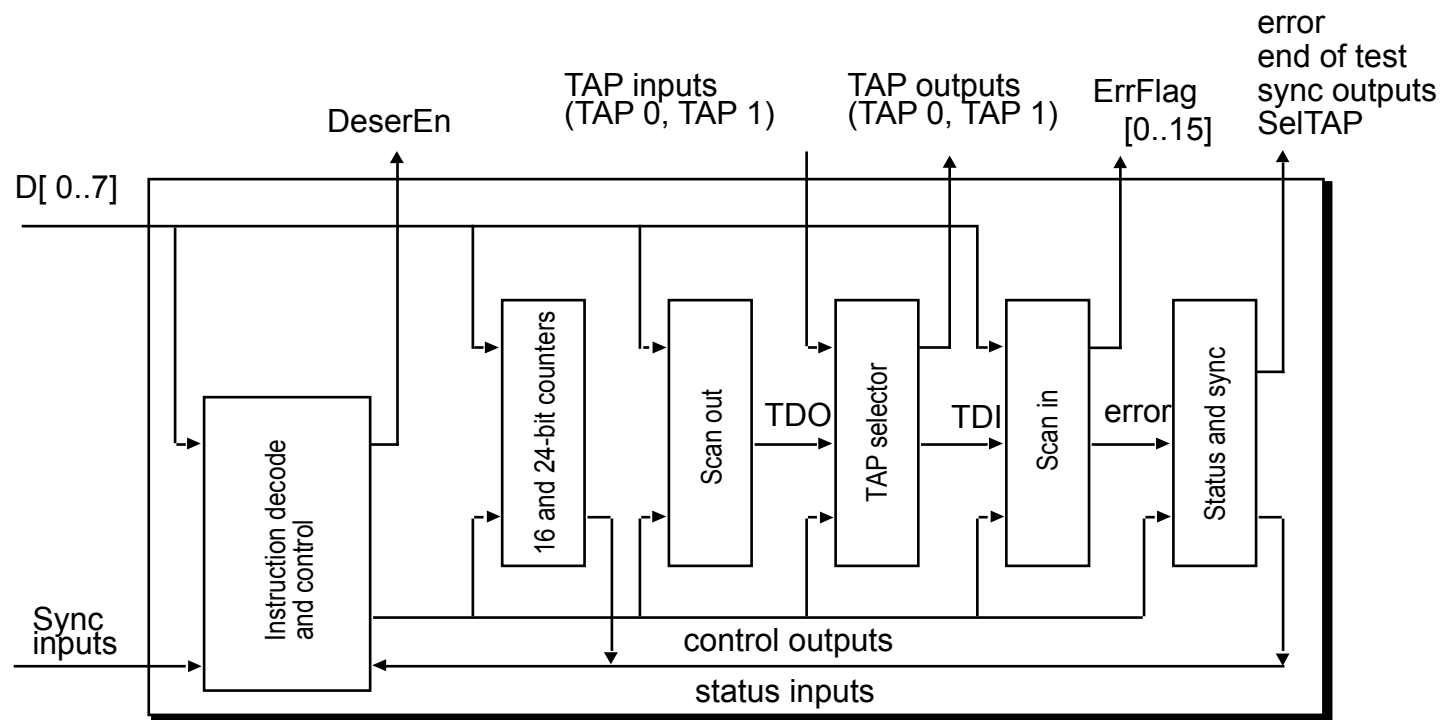 error
end of test
sync outputs
SelTAP
TAP inputs
(TAP 0, TAP 1)
TAP outputs
(TAP 0, TAP 1)
ErrFlag
[0..15]
DeserEn
D[ 0..7]
Instruction decode
and control
16 and 24-bit counters
Scan out
TDO
TAP selector
TDI
Scan in
error
Status and sync
Sync
inputs
control outputs
status inputs